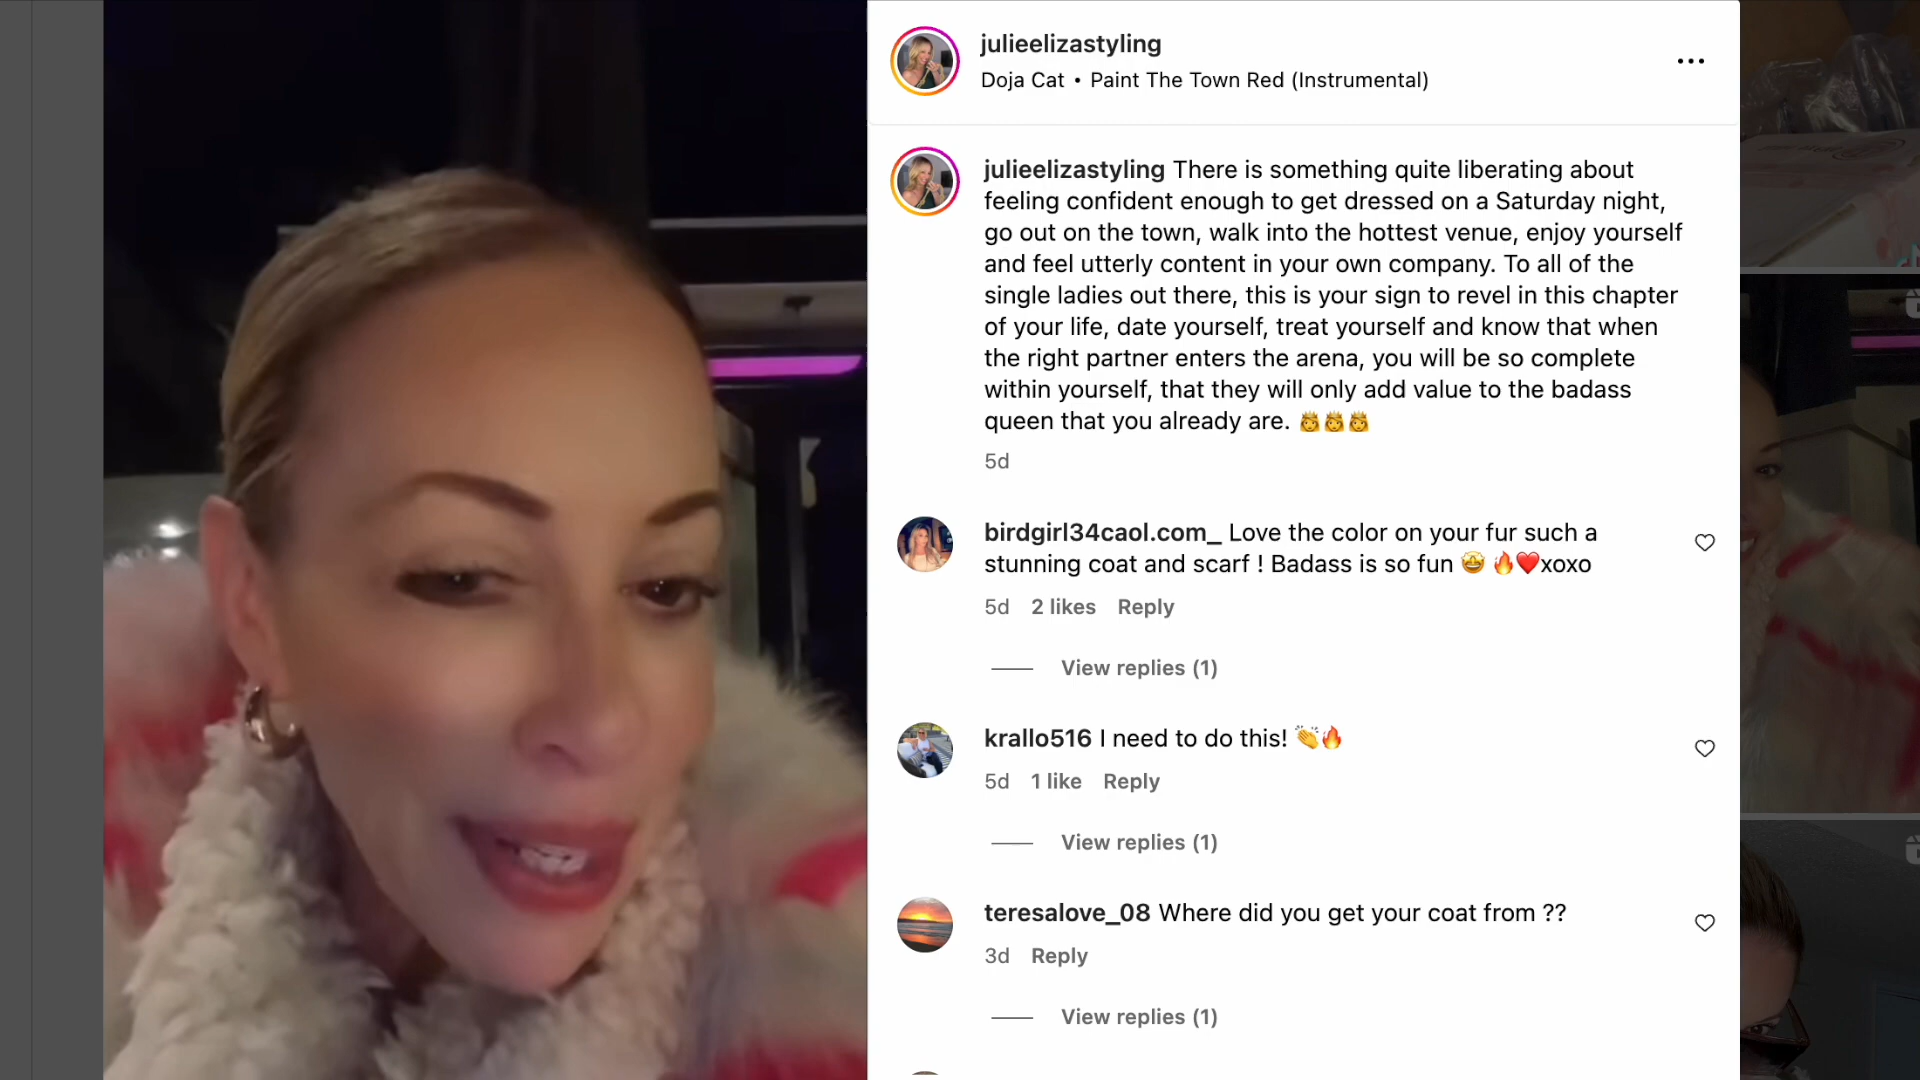 julieelizastyling
Doja Cat • Paint The Town Red (Instrumental)
julieelizastyling There is something quite liberating about
feeling confident enough to get dressed on a Saturday night,
go out on the town, walk into the hottest venue, enjoy yourself
and feel utterly content in your own company. To all of the
single ladies out there, this is your sign to revel in this chapter
of your life, date yourself, treat yourself and know that when
the right partner enters the arena, you will be so complete
within yourself, that they will only add value to the badass
queen that you already are. 👸👸👸
5d
birdgirl34caol.com_ Love the color on your fur such a
stunning coat and scarf ! Badass is so fun 🤩 🔥❤️xoxo
5d 2 likes Reply
View replies (1)
krallo516 I need to do this! 👏🔥
5d 1 like Reply
View replies (1)
teresalove_08 Where did you get your coat from ??
3d Reply
View replies (1)